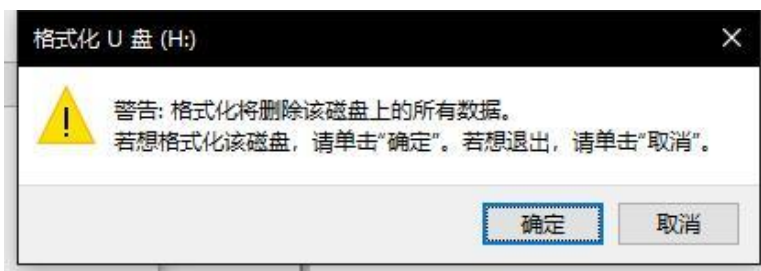 格式化 U 盘 (H:)
警告: 格式化将删除该磁盘上的所有数据。
若想格式化该磁盘，请单击“确定”。若想退出，请单击“取消”。
确定
取消